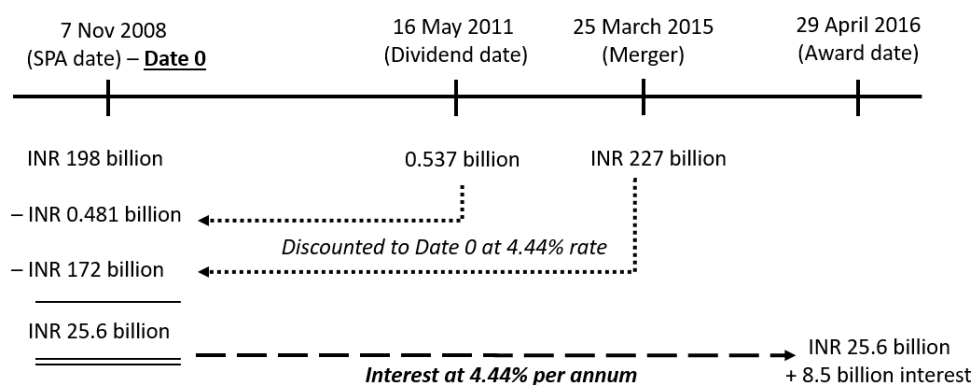 7 Nov 2008
(SPA date) – Date 0
16 May 2011
(Dividend date)
25 March 2015
(Merger)
29 April 2016
(Award date)
INR 198 billion
0.537 billion
INR 227 billion
– INR 0.481 billion
Discounted to Date 0 at 4.44% rate
– INR 172 billion
INR 25.6 billion
Interest at 4.44% per annum
INR 25.6 billion
+ 8.5 billion interest